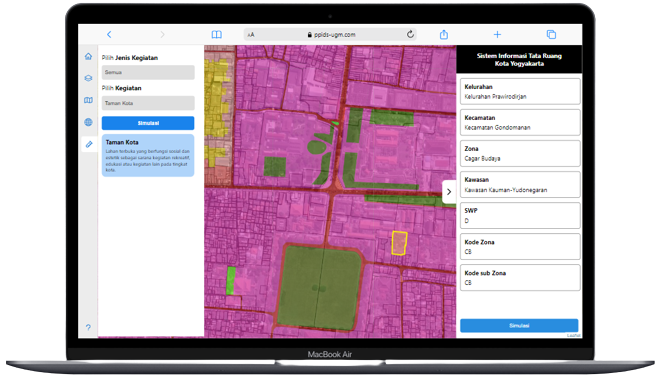 AA
ppids-ugm.com
Pilih Jenis Kegiatan
Semua
Pilih Kegiatan
Taman Kota
Simulasi
Taman Kota
Lahan terbuka yang berfungsi sosial dan
estetik sebagai sarana kegiatan rekreatif,
edukasi atau kegiatan lain pada tingkat
kota.
?
Sistem Informasi Tata Ruang
Kota Yogyakarta
Kelurahan
Kelurahan Prawirodirjan
Kecamatan
Kecamatan Gondomanan
Zona
Cagar Budaya
Kawasan
Kawasan Kauman-Yudonegaran
SWP
D
Kode Zona
CB
Kode sub Zona
CB
Simulasi
Leaflet
MacBook Air